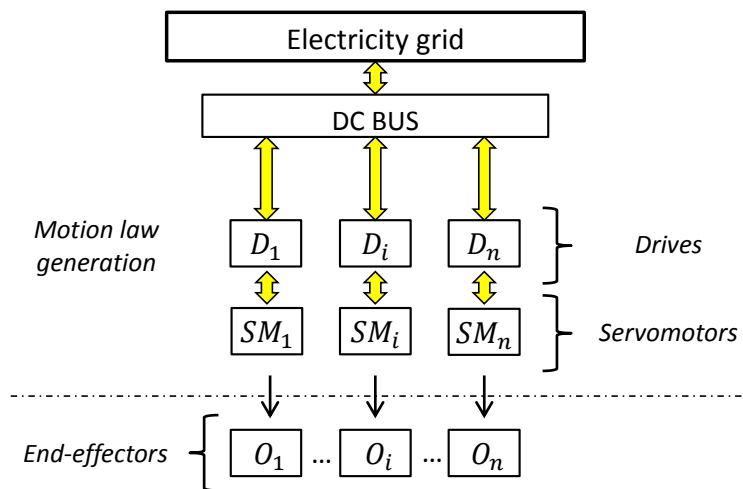 Electricity grid
DC BUS
Motion law
generation
D₁ Dᵢ Dₙ
Drives
SM₁ SMᵢ SMₙ
Servomotors
End-effectors
O₁ ... Oᵢ ... Oₙ